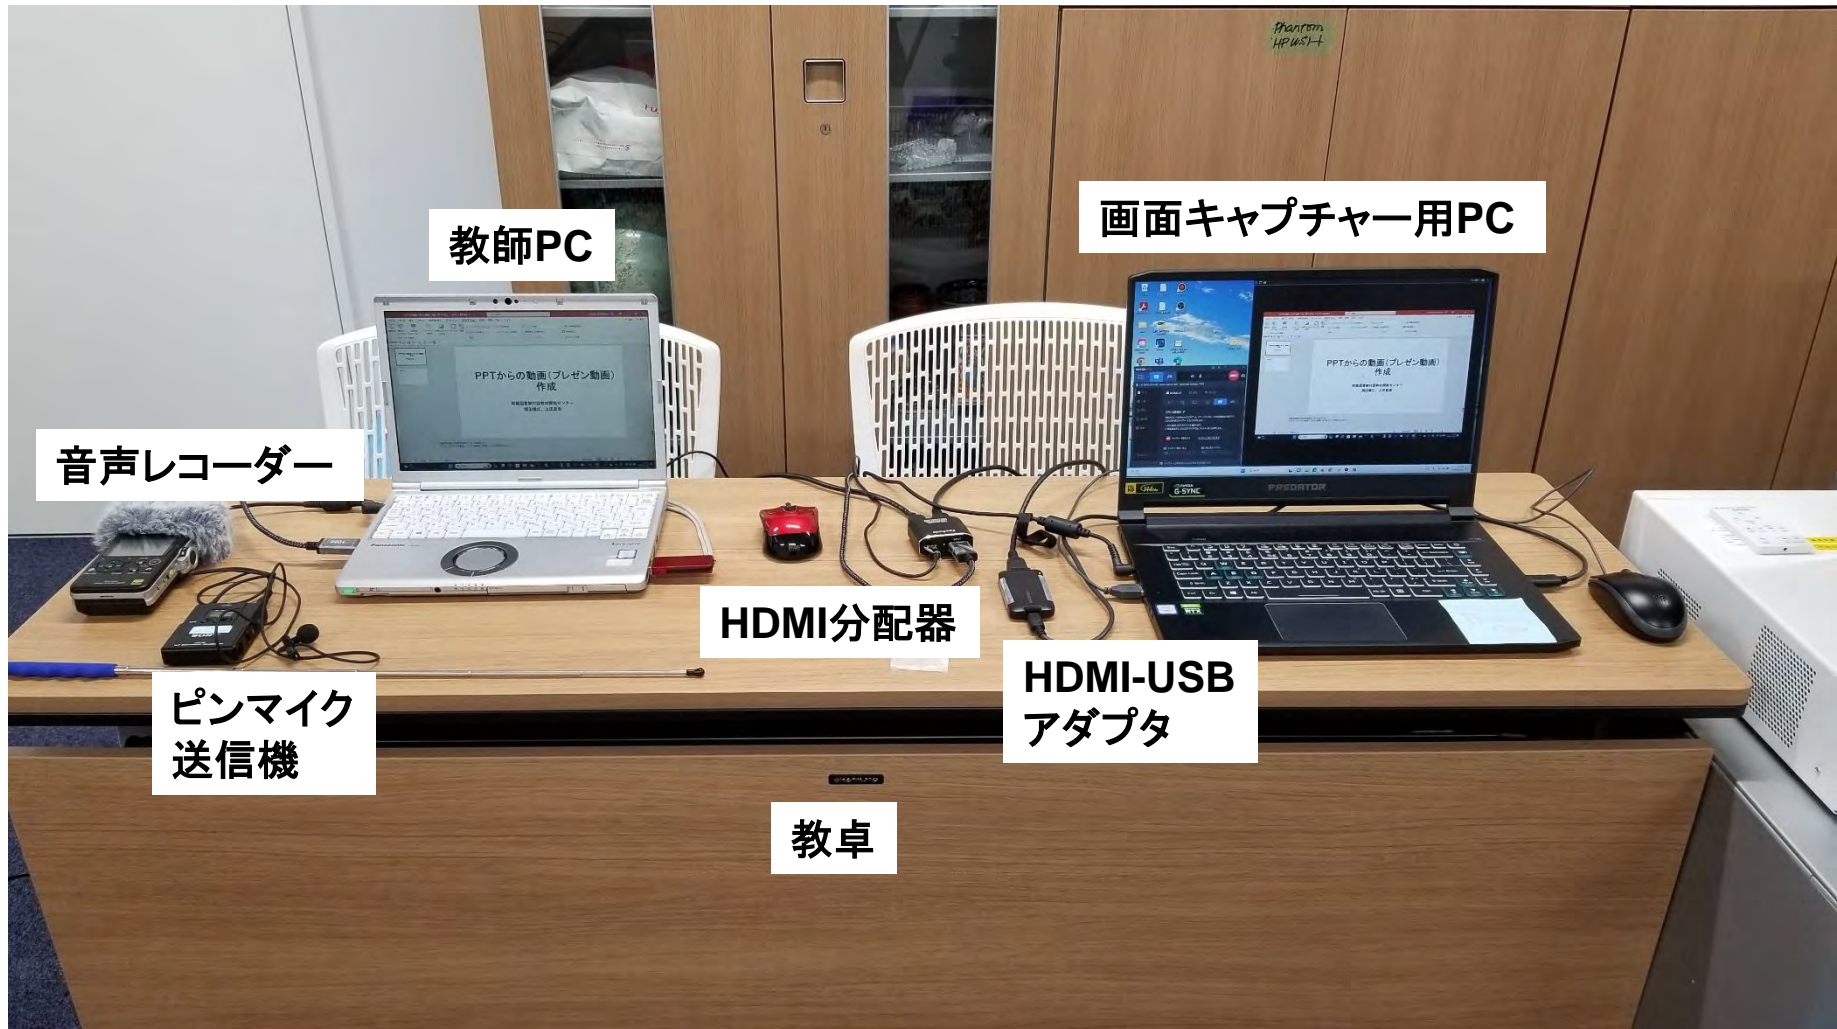 Phantom
画面キャプチャー用PC
教師PC
PPTからの動画(プレゼン動画)
作成
PPTからの動画(プレゼン動画)
作成
音声レコーダー
PREDATOR
G-SYNC
Panasonic
HDMI分配器
HDMI-USB
アダプタ
ピンマイク
送信機
教卓